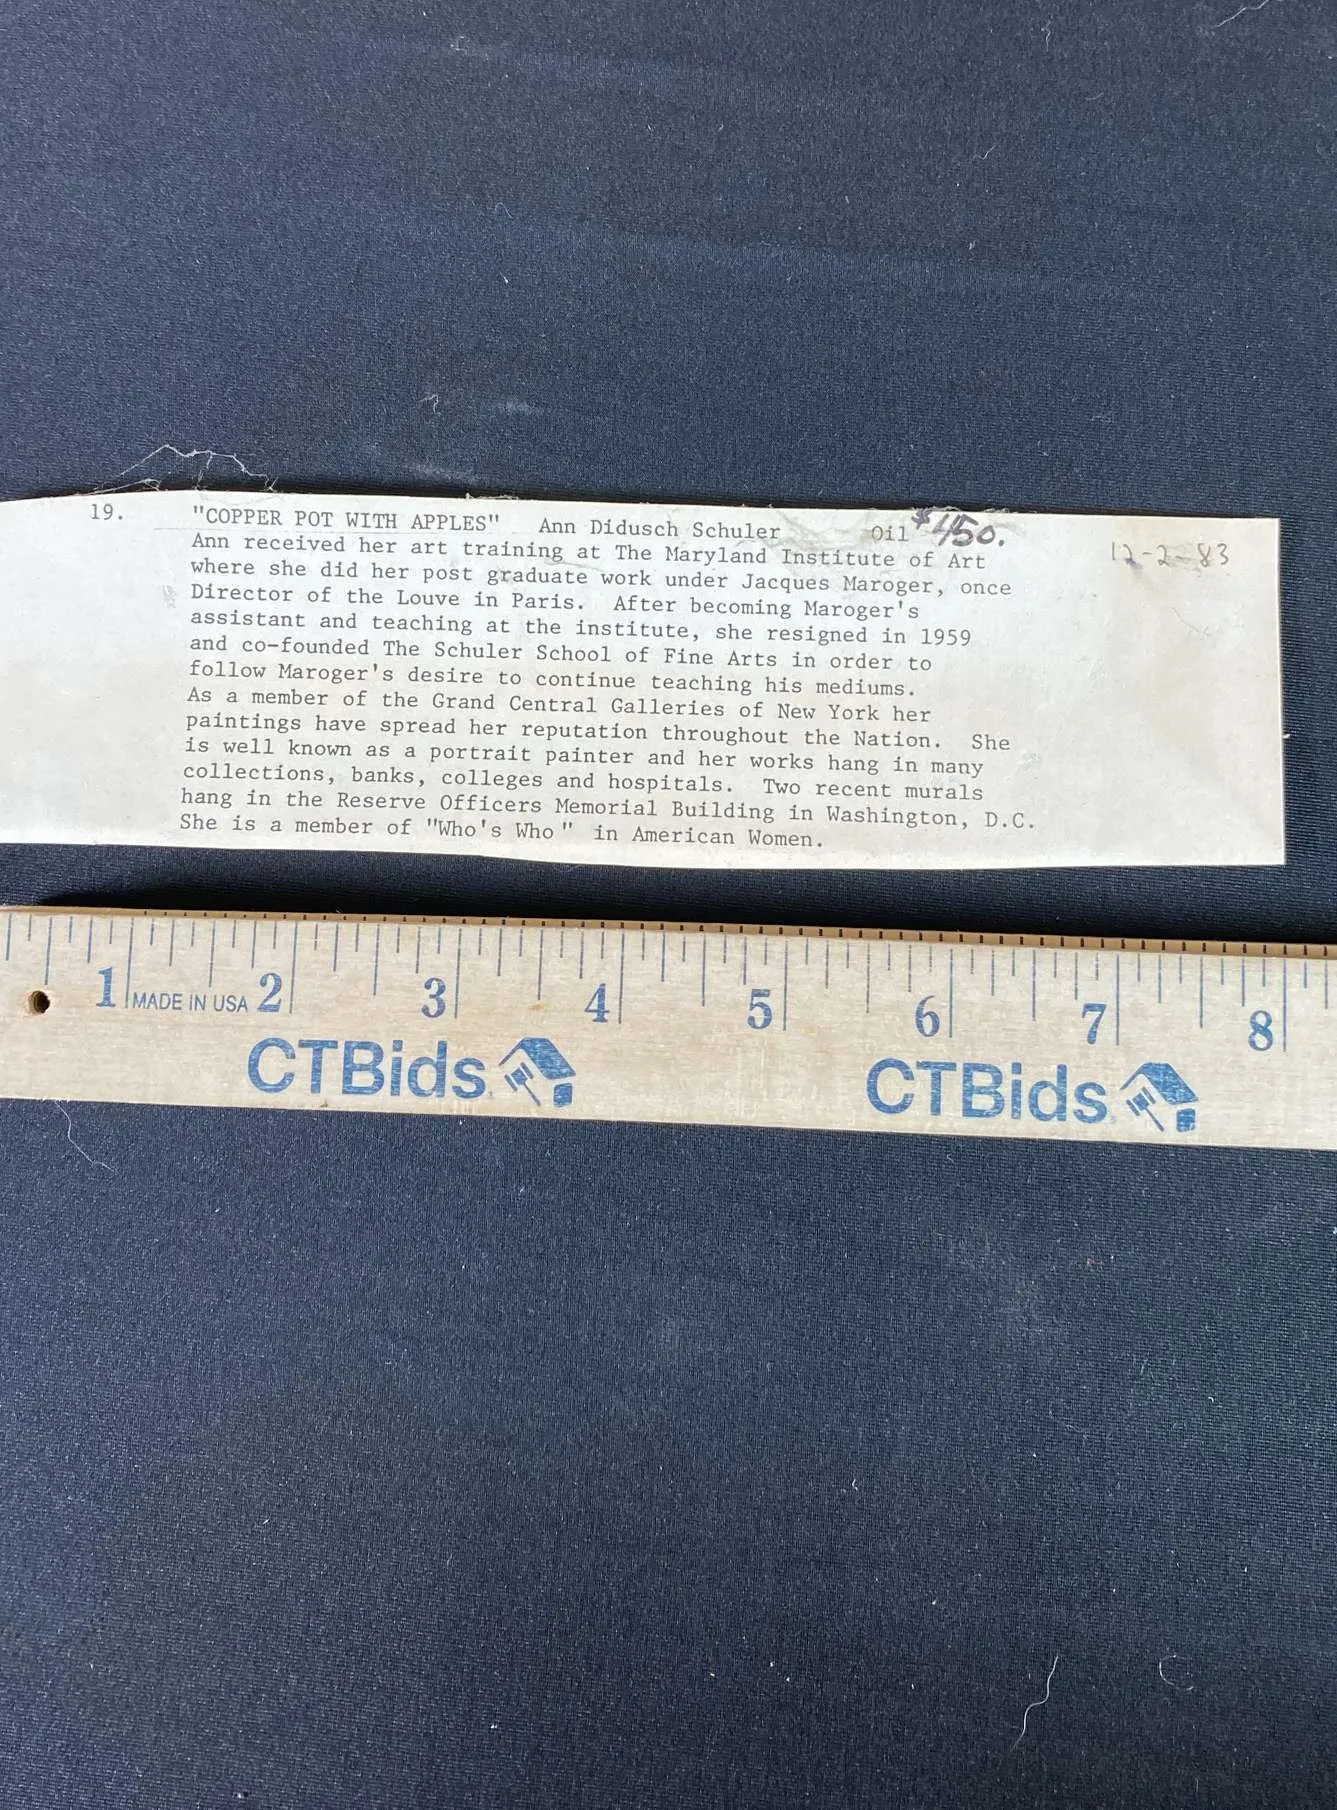 19. "COPPER POT WITH APPLES" Ann Didusch Schuler Oil $450. 12-2-83
Ann received her art training at The Maryland Institute of Art
where she did her post graduate work under Jacques Maroger, once
Director of the Louve in Paris. After becoming Maroger's
assistant and teaching at the institute, she resigned in 1959
and co-founded The Schuler School of Fine Arts in order to
follow Maroger's desire to continue teaching his mediums.
As a member of the Grand Central Galleries of New York her
paintings have spread her reputation throughout the Nation. She
is well known as a portrait painter and her works hang in many
collections, banks, colleges and hospitals. Two recent murals
hang in the Reserve Officers Memorial Building in Washington, D.C.
She is a member of "Who's Who" in American Women.
1 MADE IN USA 2 3 4 5 6 7 8
CTBids CTBids